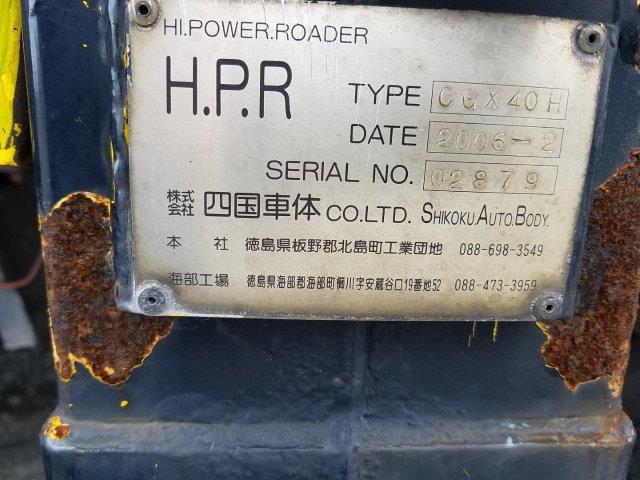 HI.POWER.ROADER
H.P.R
TYPE CGX40H
DATE 2006-2
SERIAL NO. 02879
株式会社 四国車体 CO.LTD. SHIKOKU.AUTO.BODY.
本社 徳島県板野郡北島町工業団地 088-698-3549
海部工場 徳島県海部郡海部町櫛川字安蔵谷口19番地52 088-473-3959